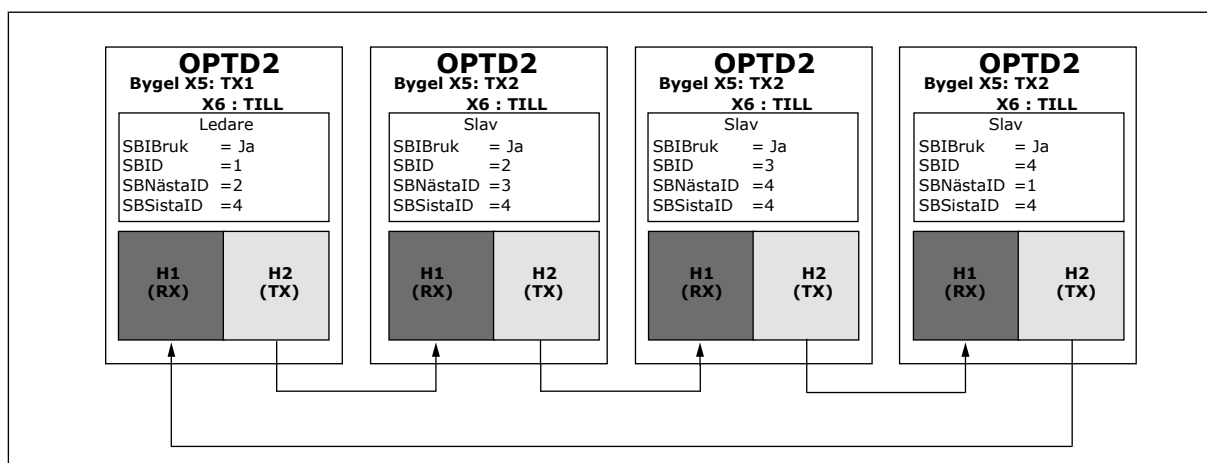 OPTD2
Bygel X5: TX1
X6 : TILL
Ledare
SBIBruk = Ja
SBID =1
SBNästaID =2
SBSistaID =4
H1
(RX)
H2
(TX)
OPTD2
Bygel X5: TX2
X6 : TILL
Slav
SBIBruk = Ja
SBID =2
SBNästaID =3
SBSistaID =4
H1
(RX)
H2
(TX)
OPTD2
Bygel X5: TX2
X6 : TILL
Slav
SBIBruk = Ja
SBID =3
SBNästaID =4
SBSistaID =4
H1
(RX)
H2
(TX)
OPTD2
Bygel X5: TX2
X6 : TILL
Slav
SBIBruk = Ja
SBID =4
SBNästaID =1
SBSistaID =4
H1
(RX)
H2
(TX)